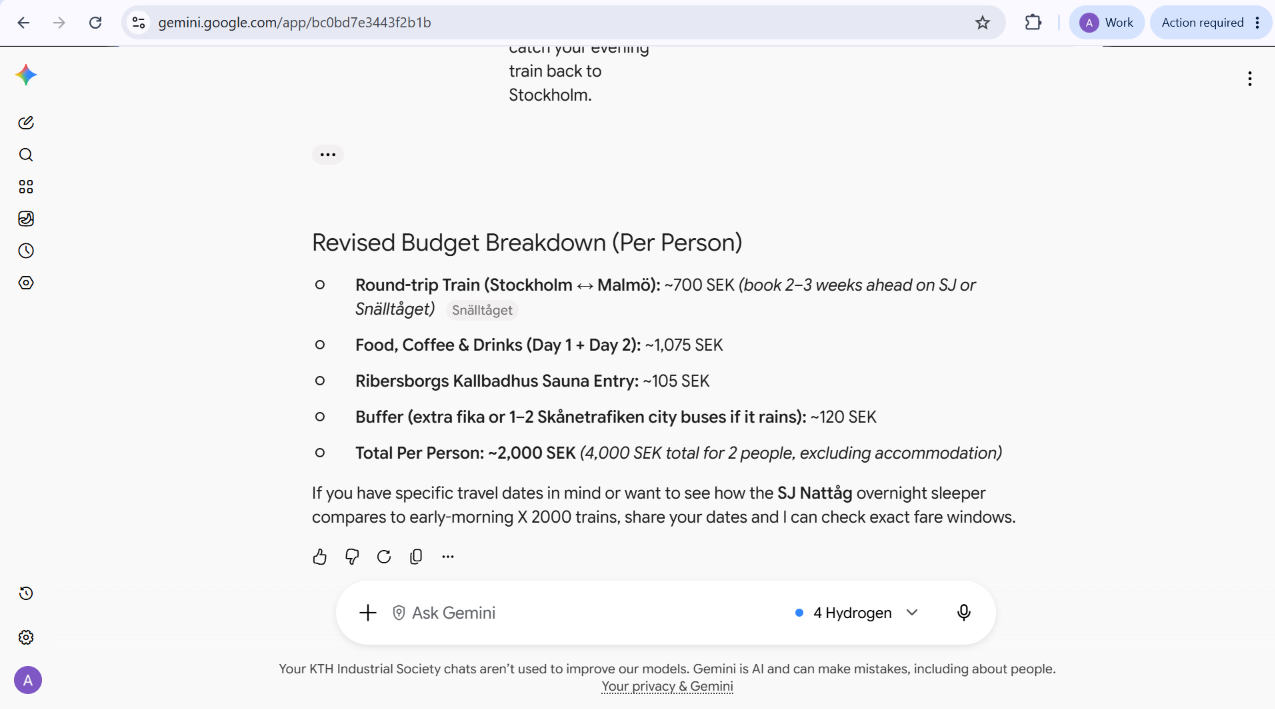 gemini.google.com/app/bc0bd7e3443f2b1b
A Work
Action required
catch your evening
train back to
Stockholm.
Revised Budget Breakdown (Per Person)
Round-trip Train (Stockholm ↔ Malmö): ~700 SEK (book 2–3 weeks ahead on SJ or
Snälltåget) Snälltåget
Food, Coffee & Drinks (Day 1 + Day 2): ~1,075 SEK
Ribersborgs Kallbadhus Sauna Entry: ~105 SEK
Buffer (extra fika or 1–2 Skånetrafiken city buses if it rains): ~120 SEK
Total Per Person: ~2,000 SEK (4,000 SEK total for 2 people, excluding accommodation)
If you have specific travel dates in mind or want to see how the SJ Nattåg overnight sleeper
compares to early-morning X 2000 trains, share your dates and I can check exact fare windows.
Ask Gemini
4 Hydrogen
A
Your KTH Industrial Society chats aren't used to improve our models. Gemini is AI and can make mistakes, including about people.
Your privacy & Gemini